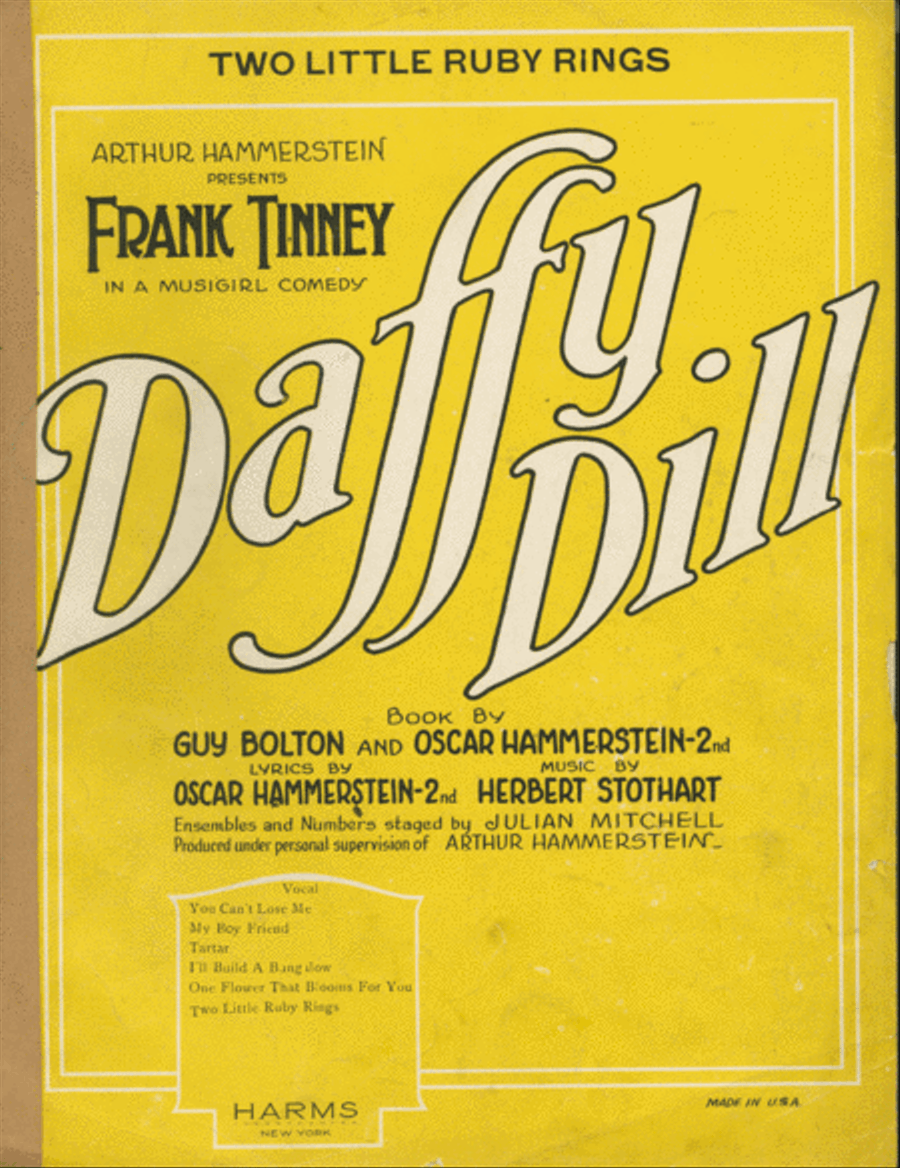 TWO LITTLE RUBY RINGS
ARTHUR HAMMERSTEIN
PRESENTS
FRANK TINNEY
IN A MUSIGIRL COMEDY
Daffy
Dill
BOOK BY
GUY BOLTON AND OSCAR HAMMERSTEIN-2nd
LYRICS BY MUSIC BY
OSCAR HAMMERSTEIN-2nd HERBERT STOTHART
Ensembles and Numbers staged by JULIAN MITCHELL
Produced under personal supervision of ARTHUR HAMMERSTEIN
Vocal
You Can't Lose Me
My Boy Friend
Tartar
I'll Build A Bungalow
One Flower That Blooms For You
Two Little Ruby Rings
HARMS
NEW YORK
MADE IN U.S.A.